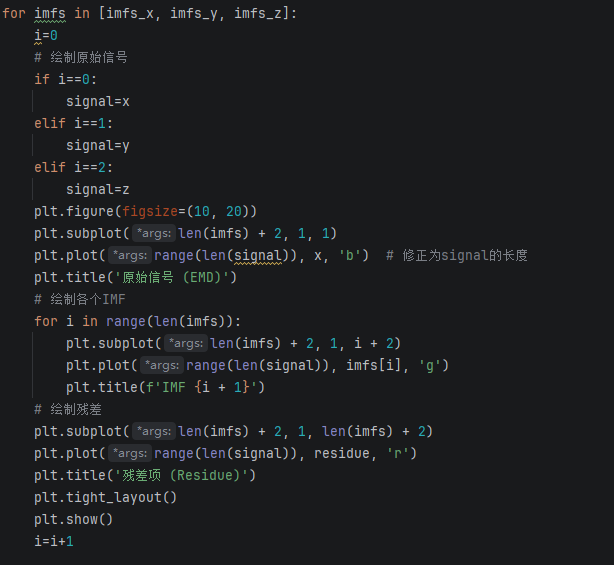 for imfs in [imfs_x, imfs_y, imfs_z]:
    i=0
    # 绘制原始信号
    if i==0:
        signal=x
    elif i==1:
        signal=y
    elif i==2:
        signal=z
    plt.figure(figsize=(10, 20))
    plt.subplot( *args: len(imfs) + 2, 1, 1)
    plt.plot( *args: range(len(signal)), x, 'b')  # 修正为signal的长度
    plt.title('原始信号 (EMD)')
    # 绘制各个IMF
    for i in range(len(imfs)):
        plt.subplot( *args: len(imfs) + 2, 1, i + 2)
        plt.plot( *args: range(len(signal)), imfs[i], 'g')
        plt.title(f'IMF {i + 1}')
    # 绘制残差
    plt.subplot( *args: len(imfs) + 2, 1, len(imfs) + 2)
    plt.plot( *args: range(len(signal)), residue, 'r')
    plt.title('残差项 (Residue)')
    plt.tight_layout()
    plt.show()
    i=i+1